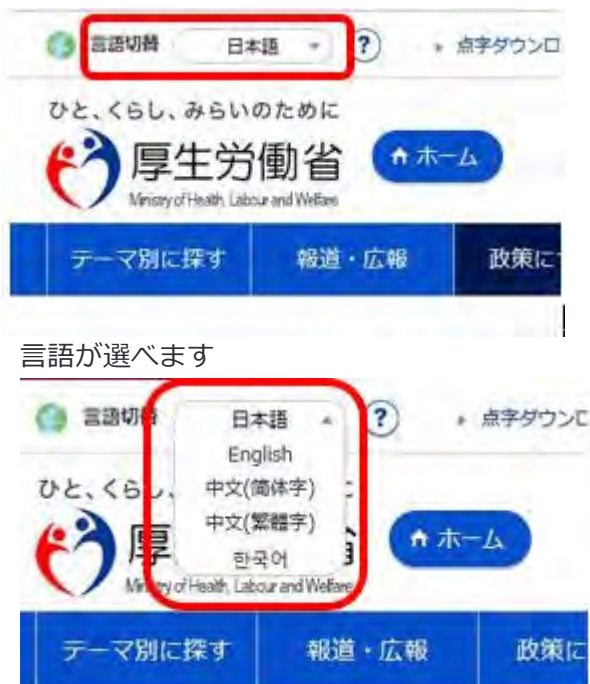 言語切替 日本語 ? 点字ダウンロ
ひと、くらし、みらいのために
厚生労働省 ホーム
Ministry of Health, Labour and Welfare
テーマ別に探す 報道・広報 政策に
言語が選べます
言語切替 日本語 ? 点字ダウンロ
English
ひと、くらし、 中文(简体字)
中文(繁體字)
厚 省 ホーム
한국어
Ministry of Health, Labour and Welfare
テーマ別に探す 報道・広報 政策に